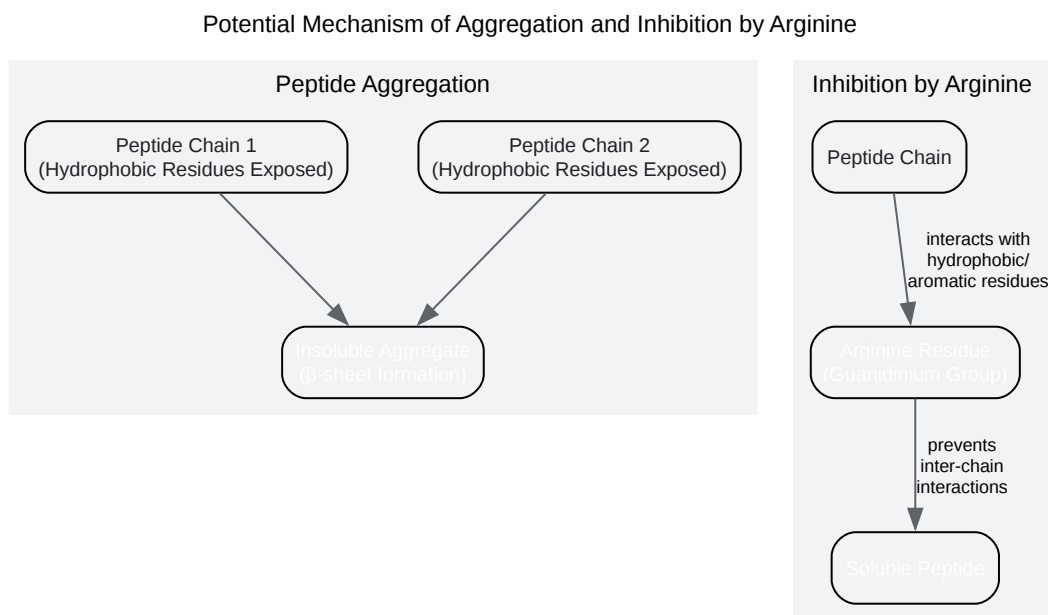 Potential Mechanism of Aggregation and Inhibition by Arginine
Peptide Aggregation
Peptide Chain 1
(Hydrophobic Residues Exposed)
Peptide Chain 2
(Hydrophobic Residues Exposed)
Insoluble Aggregate
(β-sheet formation)
Inhibition by Arginine
Peptide Chain
interacts with
hydrophobic/
aromatic residues
Arginine Residue
(Guanidinium Group)
prevents
inter-chain
interactions
Soluble Peptide